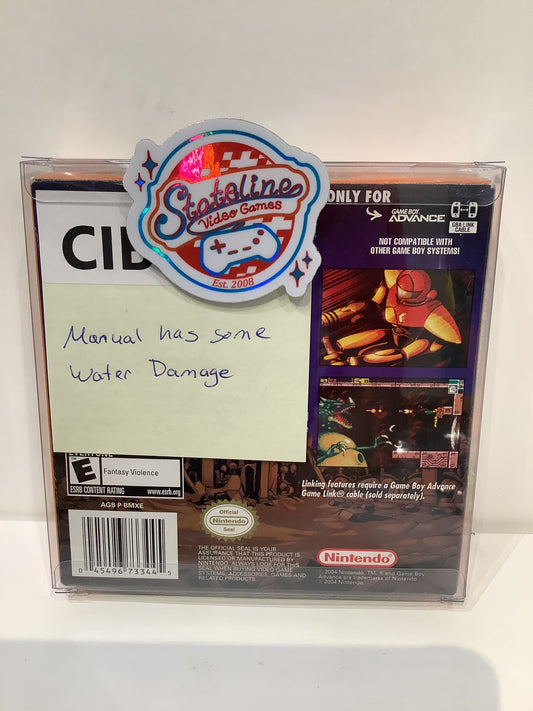 Stateline
Video Games
Est. 2008
ONLY FOR
GAME BOY
ADVANCE
GBA LINK
CABLE
NOT COMPATIBLE WITH
OTHER GAME BOY SYSTEMS!
CIB
Manual has some
Water Damage
EVERYONE
E
Fantasy Violence
ESRB CONTENT RATING www.esrb.org
AGB P BMXE
0 45496 73344 5
Official
Nintendo
Seal
THE OFFICIAL SEAL IS YOUR
ASSURANCE THAT THIS PRODUCT IS
LICENSED OR MANUFACTURED BY
NINTENDO. ALWAYS LOOK FOR THIS
SEAL WHEN BUYING VIDEO GAME
SYSTEMS, ACCESSORIES, GAMES AND
RELATED PRODUCTS.
Linking features require a Game Boy Advance
Game Link® cable (sold separately).
Nintendo
© 2004 Nintendo. TM, ® and Game Boy
Advance are trademarks of Nintendo
© 2004 Nintendo.